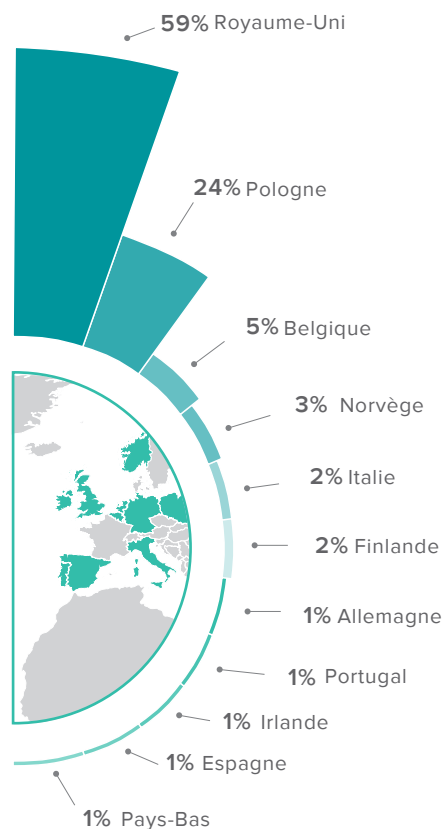 59% Royaume-Uni
24% Pologne
5% Belgique
3% Norvège
2% Italie
2% Finlande
1% Allemagne
1% Portugal
1% Irlande
1% Espagne
1% Pays-Bas